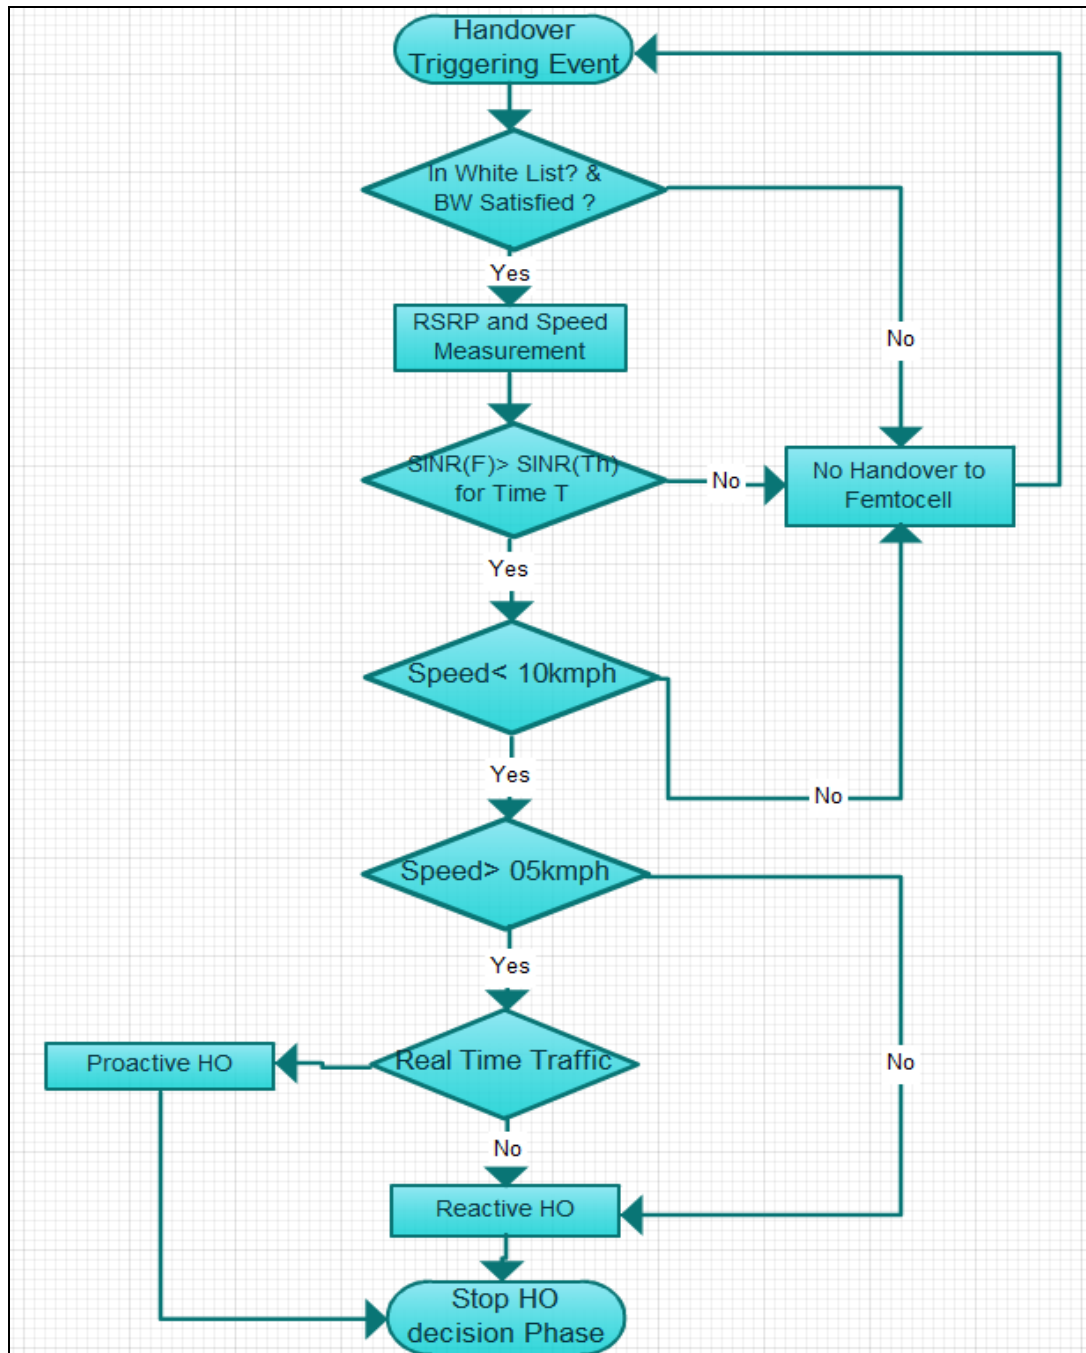 Handover
Triggering Event
In White List? &
BW Satisfied ?
Yes
No
RSRP and Speed
Measurement
SINR(F)> SINR(Th)
for Time T
No
No Handover to
Femtocell
Yes
Speed< 10kmph
Yes
No
Speed> 05kmph
Yes
No
Real Time Traffic
Proactive HO
No
Reactive HO
Stop HO
decision Phase